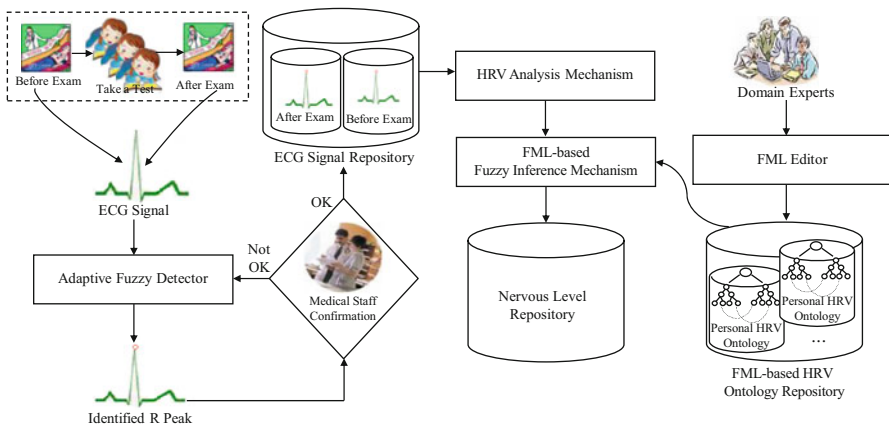 Before Exam
Take a Test
After Exam
ECG Signal
Adaptive Fuzzy Detector
Identified R Peak
Not
OK
OK
Medical Staff
Confirmation
After Exam
Before Exam
ECG Signal Repository
HRV Analysis Mechanism
FML-based
Fuzzy Inference Mechanism
Nervous Level
Repository
Domain Experts
FML Editor
Personal HRV
Ontology
Personal HRV
Ontology
...
FML-based HRV
Ontology Repository